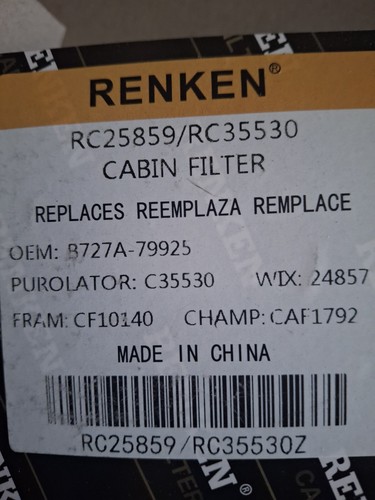 RENKEN®
RC25859/RC35530
CABIN FILTER
REPLACES REEMPLAZA REMPLACE
OEM: B727A-79925
PUROLATOR: C35530 WIX: 24857
FRAM: CF10140 CHAMP: CAF1792
MADE IN CHINA
RC25859/RC35530Z